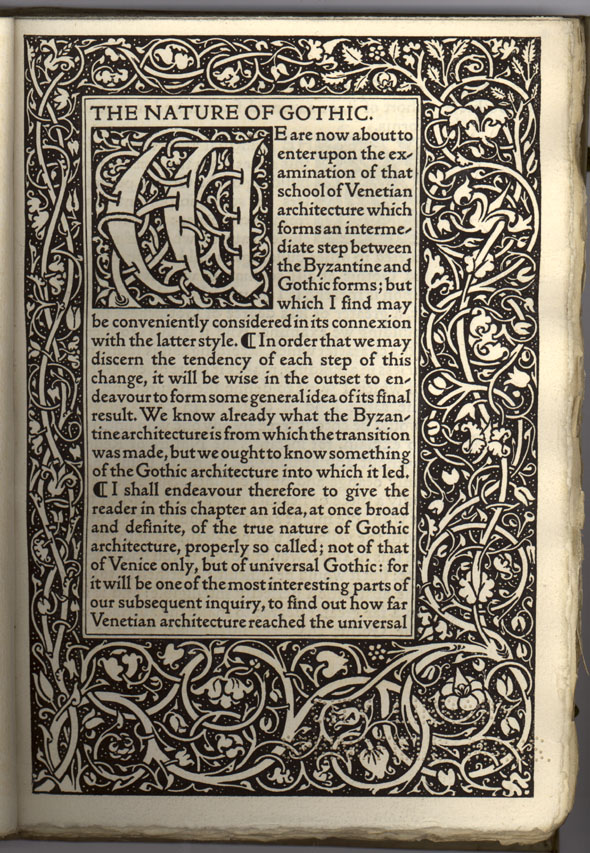 THE NATURE OF GOTHIC.
WE are now about to
enter upon the ex-
amination of that
school of Venetian
architecture which
forms an interme-
diate step between
the Byzantine and
Gothic forms; but
which I find may
be conveniently considered in its connexion
with the latter style. ¶ In order that we may
discern the tendency of each step of this
change, it will be wise in the outset to en-
deavour to form some general idea of its final
result. We know already what the Byzan-
tine architecture is from which the transition
was made, but we ought to know something
of the Gothic architecture into which it led.
¶ I shall endeavour therefore to give the
reader in this chapter an idea, at once broad
and definite, of the true nature of Gothic
architecture, properly so called; not of that
of Venice only, but of universal Gothic: for
it will be one of the most interesting parts of
our subsequent inquiry, to find out how far
Venetian architecture reached the universal